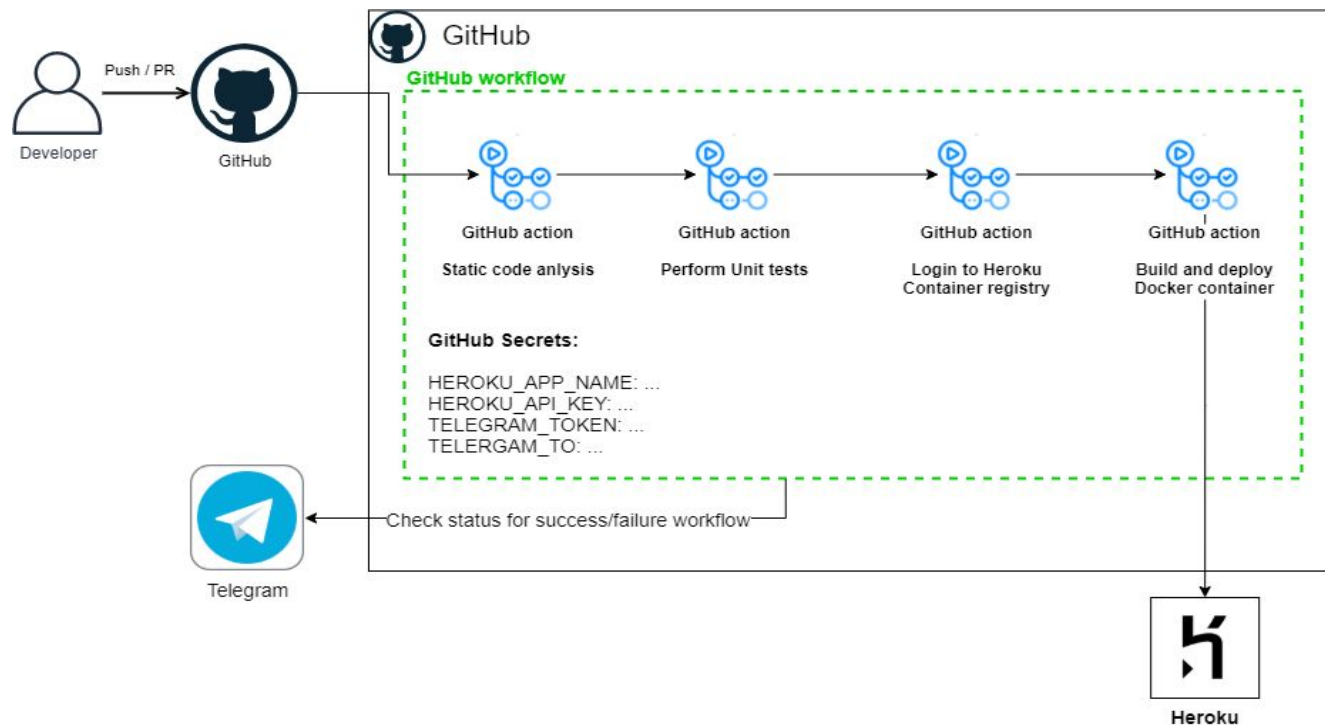 GitHub
Push / PR
GitHub workflow
Developer
GitHub
GitHub action
GitHub action
GitHub action
GitHub action
Static code anlysis
Perform Unit tests
Login to Heroku
Container registry
Build and deploy
Docker container
GitHub Secrets:
HEROKU_APP_NAME: ...
HEROKU_API_KEY: ...
TELEGRAM_TOKEN: ...
TELERGAM_TO: ...
Check status for success/failure workflow
Telegram
Heroku